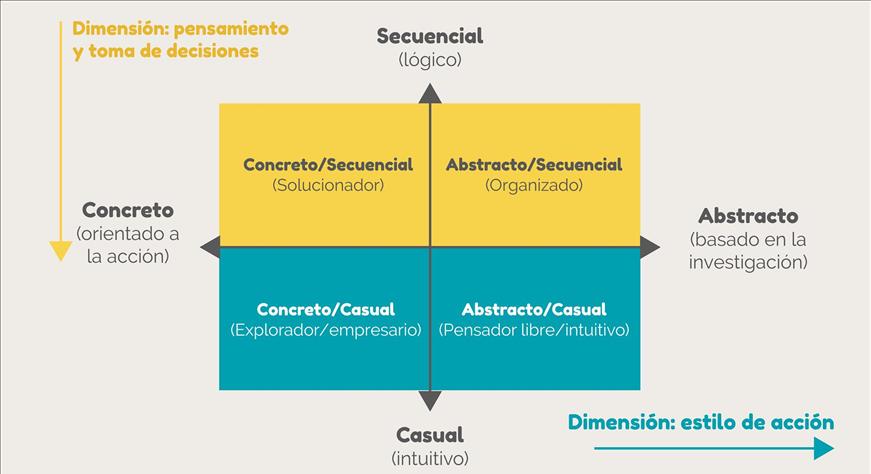 Dimensión: pensamiento
y toma de decisiones
Secuencial
(lógico)
Concreto/Secuencial
(Solucionador)
Abstracto/Secuencial
(Organizado)
Concreto
(orientado a
la acción)
Abstracto
(basado en la
investigación)
Concreto/Casual
(Explorador/empresario)
Abstracto/Casual
(Pensador libre/intuitivo)
Dimensión: estilo de acción
Casual
(intuitivo)